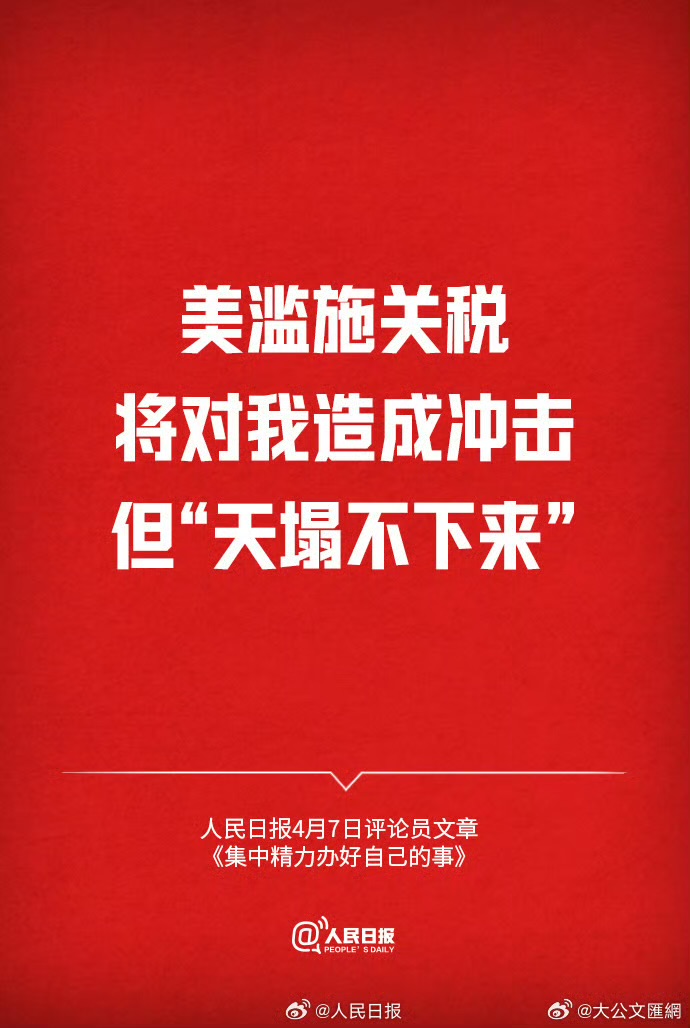 美滥施关税
将对我造成冲击
但“天塌不下来”
人民日报4月7日评论员文章
《集中精力办好自己的事》
@人民日报
PEOPLE'S DAILY
@人民日报
@大公文匯網